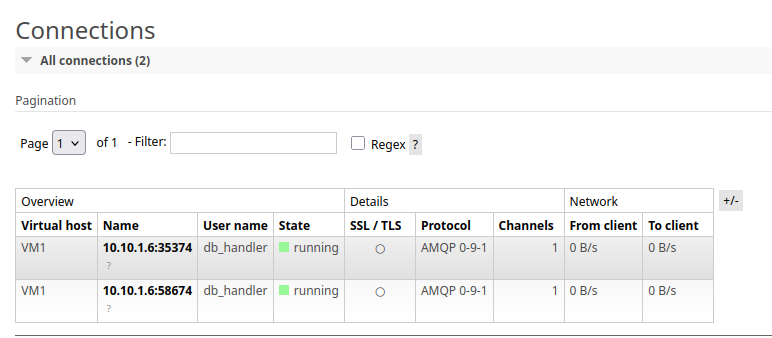 Connections
All connections (2)
Pagination
Page 1 of 1 - Filter: Regex ?
Overview Details Network +/-
Virtual host Name User name State SSL / TLS Protocol Channels From client To client
VM1 10.10.1.6:35374 db_handler running ○ AMQP 0-9-1 1 0 B/s 0 B/s
?
VM1 10.10.1.6:58674 db_handler running ○ AMQP 0-9-1 1 0 B/s 0 B/s
?